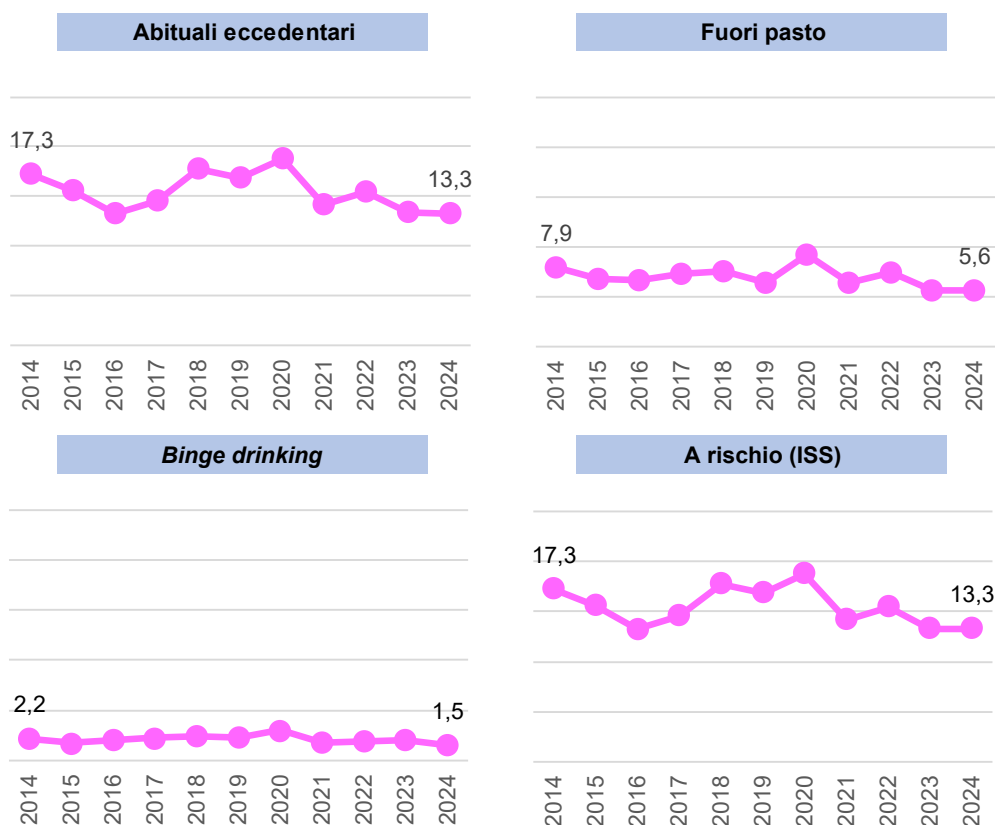 Abituali eccedentari
17,3
13,3
2014 2015 2016 2017 2018 2019 2020 2021 2022 2023 2024
Fuori pasto
7,9
5,6
2014 2015 2016 2017 2018 2019 2020 2021 2022 2023 2024
Binge drinking
2,2
1,5
2014 2015 2016 2017 2018 2019 2020 2021 2022 2023 2024
A rischio (ISS)
17,3
13,3
2014 2015 2016 2017 2018 2019 2020 2021 2022 2023 2024